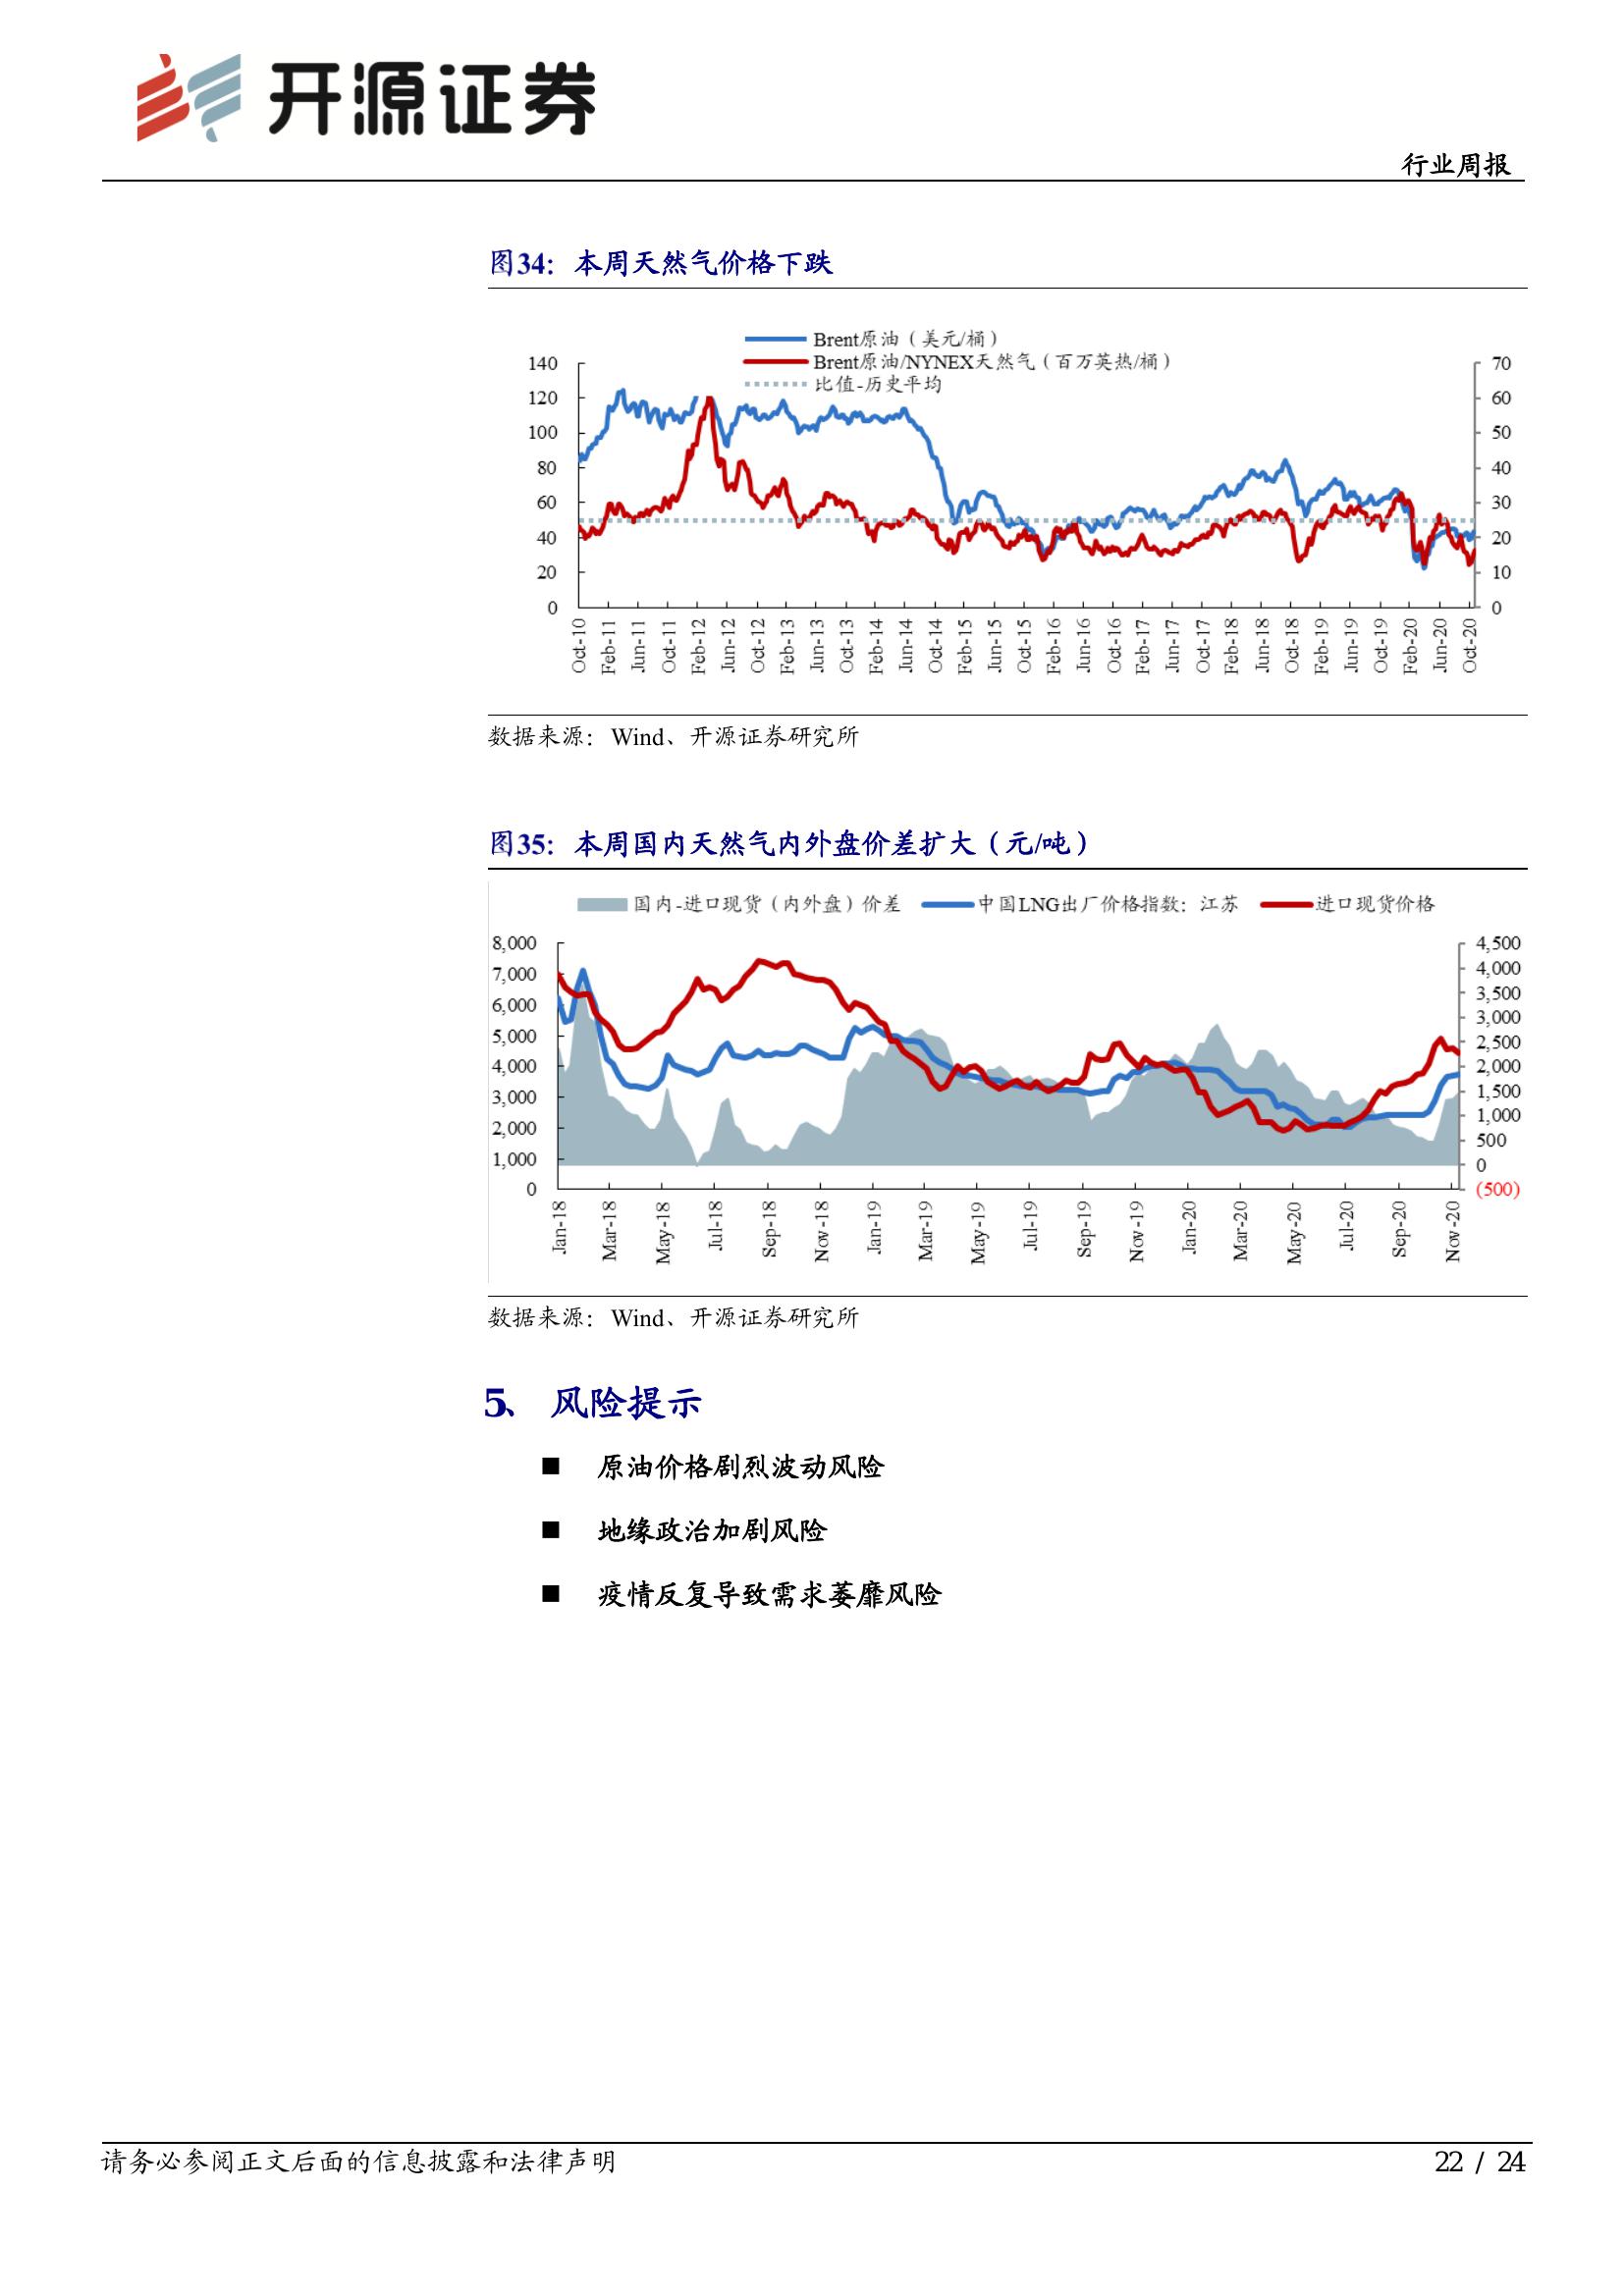 开源证券
行业周报
图34：本周天然气价格下跌
Brent原油（美元/桶）
Brent原油/NYNEX天然气（百万英热/桶）
比值-历史平均
140
120
100
80
60
40
20
0
70
60
50
40
30
20
10
0
Oct-10
Feb-11
Jun-11
Oct-11
Feb-12
Jun-12
Oct-12
Feb-13
Jun-13
Oct-13
Feb-14
Jun-14
Oct-14
Feb-15
Jun-15
Oct-15
Feb-16
Jun-16
Oct-16
Feb-17
Jun-17
Oct-17
Feb-18
Jun-18
Oct-18
Feb-19
Jun-19
Oct-19
Feb-20
Jun-20
Oct-20
数据来源：Wind、开源证券研究所
图35：本周国内天然气内外盘价差扩大（元/吨）
国内-进口现货（内外盘）价差 中国LNG出厂价格指数：江苏 进口现货价格
8,000
7,000
6,000
5,000
4,000
3,000
2,000
1,000
0
4,500
4,000
3,500
3,000
2,500
2,000
1,500
1,000
500
0
(500)
Jan-18
Mar-18
May-18
Jul-18
Sep-18
Nov-18
Jan-19
Mar-19
May-19
Jul-19
Sep-19
Nov-19
Jan-20
Mar-20
May-20
Jul-20
Sep-20
Nov-20
数据来源：Wind、开源证券研究所
5、 风险提示
■ 原油价格剧烈波动风险
■ 地缘政治加剧风险
■ 疫情反复导致需求萎靡风险
请务必参阅正文后面的信息披露和法律声明
22 / 24